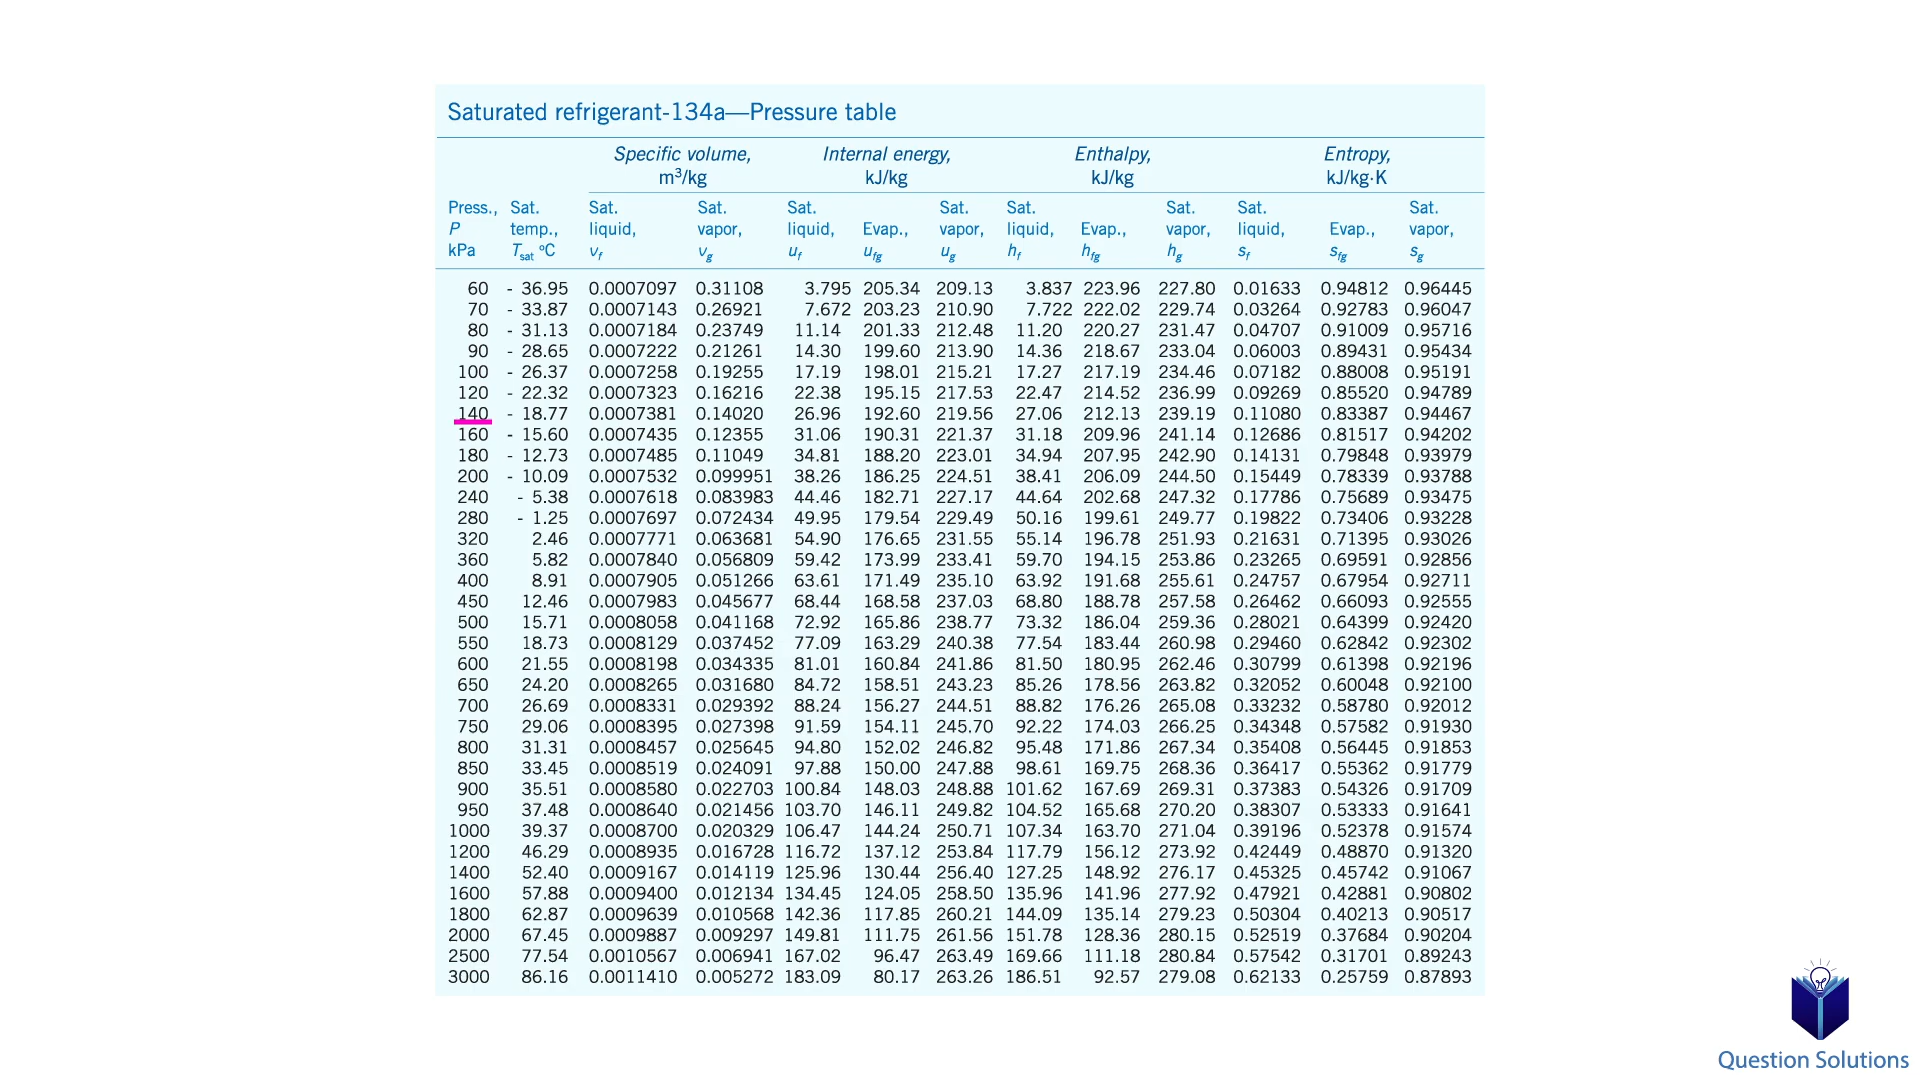 Saturated refrigerant-134a—Pressure table
Specific volume, Internal energy, Enthalpy, Entropy,
m³/kg kJ/kg kJ/kg kJ/kg·K
Press., Sat. Sat. Sat. Sat. Sat. Sat. Sat. Sat. Sat.
P temp., liquid, vapor, liquid, Evap., vapor, liquid, Evap., vapor, liquid, Evap., vapor,
kPa Tsat °C vf vg uf ufg ug hf hfg hg sf sfg sg
60 - 36.95 0.0007097 0.31108 3.795 205.34 209.13 3.837 223.96 227.80 0.01633 0.94812 0.96445
70 - 33.87 0.0007143 0.26921 7.672 203.23 210.90 7.722 222.02 229.74 0.03264 0.92783 0.96047
80 - 31.13 0.0007184 0.23749 11.14 201.33 212.48 11.20 220.27 231.47 0.04707 0.91009 0.95716
90 - 28.65 0.0007222 0.21261 14.30 199.60 213.90 14.36 218.67 233.04 0.06003 0.89431 0.95434
100 - 26.37 0.0007258 0.19255 17.19 198.01 215.21 17.27 217.19 234.46 0.07182 0.88008 0.95191
120 - 22.32 0.0007323 0.16216 22.38 195.15 217.53 22.47 214.52 236.99 0.09269 0.85520 0.94789
140 - 18.77 0.0007381 0.14020 26.96 192.60 219.56 27.06 212.13 239.19 0.11080 0.83387 0.94467
160 - 15.60 0.0007435 0.12355 31.06 190.31 221.37 31.18 209.96 241.14 0.12686 0.81517 0.94202
180 - 12.73 0.0007485 0.11049 34.81 188.20 223.01 34.94 207.95 242.90 0.14131 0.79848 0.93979
200 - 10.09 0.0007532 0.099951 38.26 186.25 224.51 38.41 206.09 244.50 0.15449 0.78339 0.93788
240 - 5.38 0.0007618 0.083983 44.46 182.71 227.17 44.64 202.68 247.32 0.17786 0.75689 0.93475
280 - 1.25 0.0007697 0.072434 49.95 179.54 229.49 50.16 199.61 249.77 0.19822 0.73406 0.93228
320 2.46 0.0007771 0.063681 54.90 176.65 231.55 55.14 196.78 251.93 0.21631 0.71395 0.93026
360 5.82 0.0007840 0.056809 59.42 173.99 233.41 59.70 194.15 253.86 0.23265 0.69591 0.92856
400 8.91 0.0007905 0.051266 63.61 171.49 235.10 63.92 191.68 255.61 0.24757 0.67954 0.92711
450 12.46 0.0007983 0.045677 68.44 168.58 237.03 68.80 188.78 257.58 0.26462 0.66093 0.92555
500 15.71 0.0008058 0.041168 72.92 165.86 238.77 73.32 186.04 259.36 0.28021 0.64399 0.92420
550 18.73 0.0008129 0.037452 77.09 163.29 240.38 77.54 183.44 260.98 0.29460 0.62842 0.92302
600 21.55 0.0008198 0.034335 81.01 160.84 241.86 81.50 180.95 262.46 0.30799 0.61398 0.92196
650 24.20 0.0008265 0.031680 84.72 158.51 243.23 85.26 178.56 263.82 0.32052 0.60048 0.92100
700 26.69 0.0008331 0.029392 88.24 156.27 244.51 88.82 176.26 265.08 0.33232 0.58780 0.92012
750 29.06 0.0008395 0.027398 91.59 154.11 245.70 92.22 174.03 266.25 0.34348 0.57582 0.91930
800 31.31 0.0008457 0.025645 94.80 152.02 246.82 95.48 171.86 267.34 0.35408 0.56445 0.91853
850 33.45 0.0008519 0.024091 97.88 150.00 247.88 98.61 169.75 268.36 0.36417 0.55362 0.91779
900 35.51 0.0008580 0.022703 100.84 148.03 248.88 101.62 167.69 269.31 0.37383 0.54326 0.91709
950 37.48 0.0008640 0.021456 103.70 146.11 249.82 104.52 165.68 270.20 0.38307 0.53333 0.91641
1000 39.37 0.0008700 0.020329 106.47 144.24 250.71 107.34 163.70 271.04 0.39196 0.52378 0.91574
1200 46.29 0.0008935 0.016728 116.72 137.12 253.84 117.79 156.12 273.92 0.42449 0.48870 0.91320
1400 52.40 0.0009167 0.014119 125.96 130.44 256.40 127.25 148.92 276.17 0.45325 0.45742 0.91067
1600 57.88 0.0009400 0.012134 134.45 124.05 258.50 135.96 141.96 277.92 0.47921 0.42881 0.90802
1800 62.87 0.0009639 0.010568 142.36 117.85 260.21 144.09 135.14 279.23 0.50304 0.40213 0.90517
2000 67.45 0.0009887 0.009297 149.81 111.75 261.56 151.78 128.36 280.15 0.52519 0.37684 0.90204
2500 77.54 0.0010567 0.006941 167.02 96.47 263.49 169.66 111.18 280.84 0.57542 0.31701 0.89243
3000 86.16 0.0011410 0.005272 183.09 80.17 263.26 186.51 92.57 279.08 0.62133 0.25759 0.87893
Question Solutions